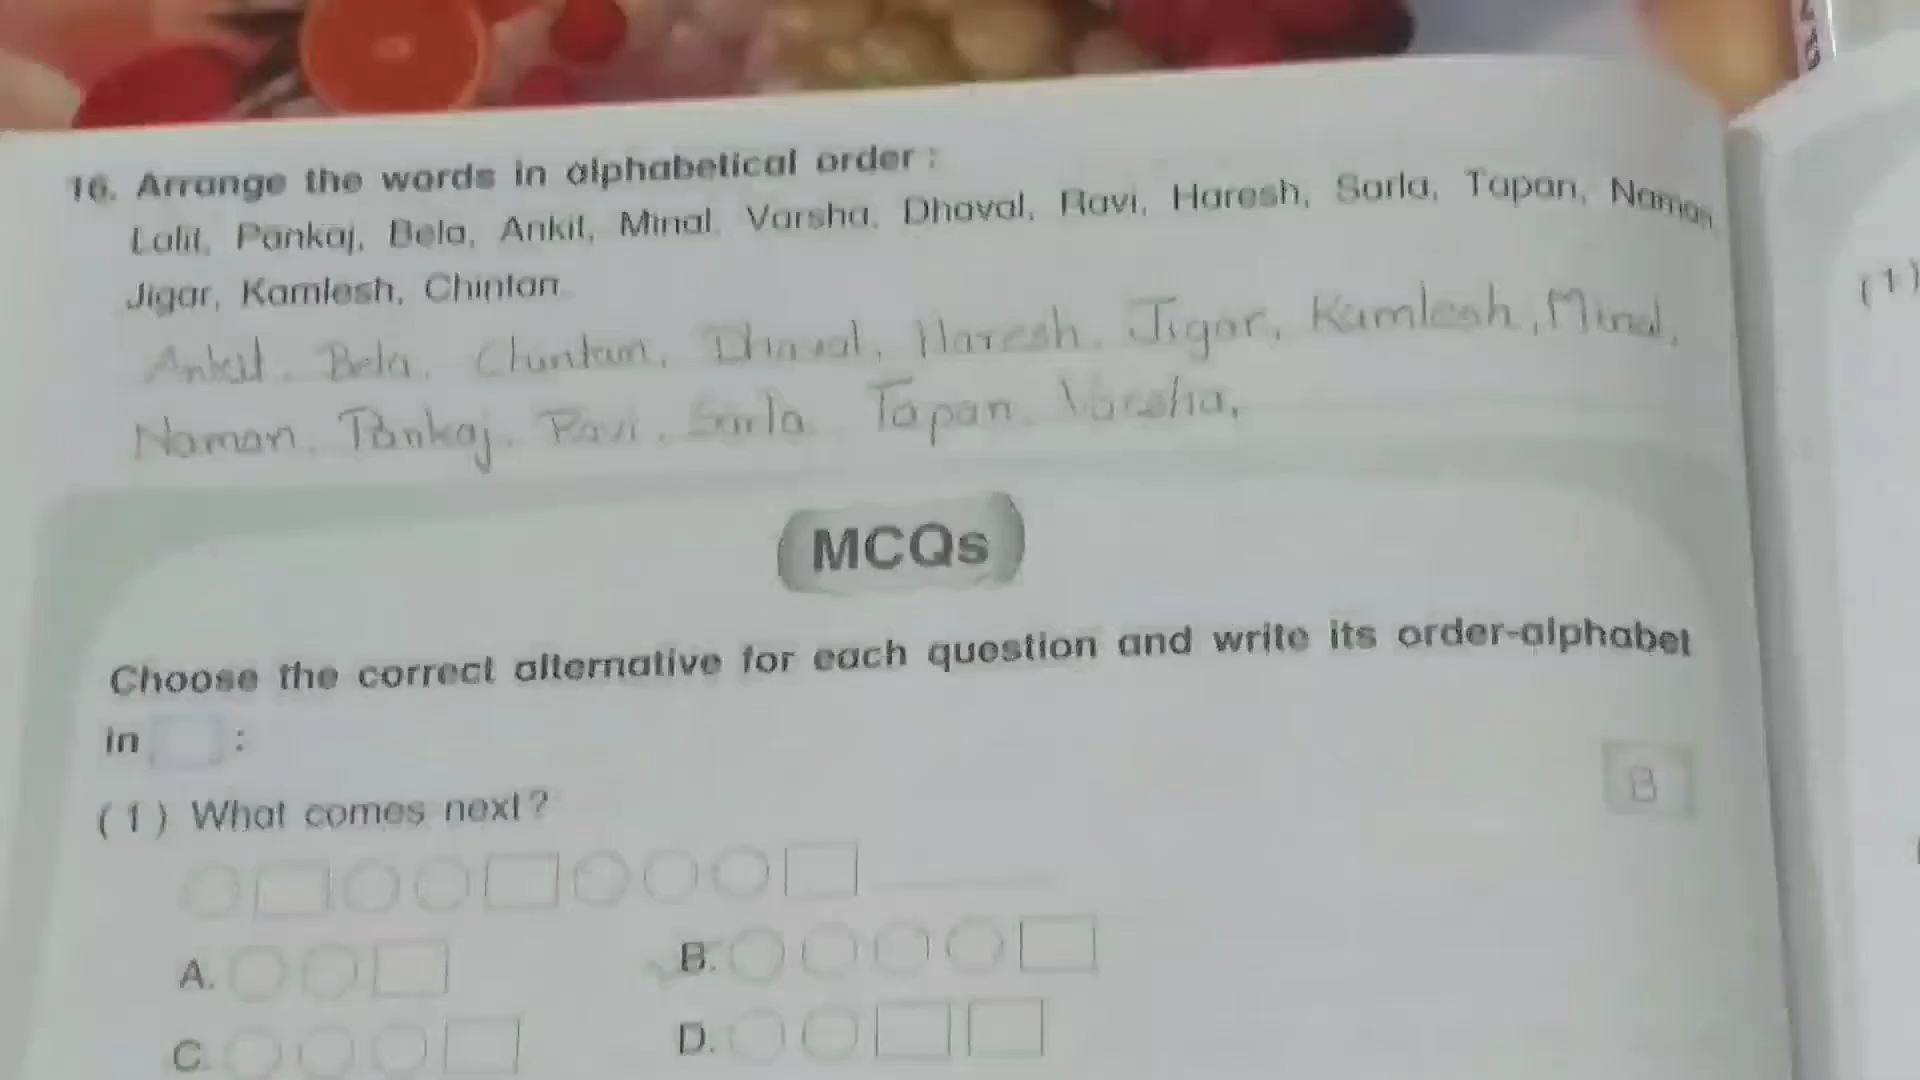 16. Arrange the words in alphabetical order :
Lalit, Pankaj, Bela, Ankit, Minal, Varsha, Dhaval, Ravi, Haresh, Sarla, Tapan, Naman,
Jigar, Kamlesh, Chintan.
Ankit, Bela, Chintan, Dhaval, Haresh, Jigar, Kamlesh, Minal,
Naman, Pankaj, Ravi, Sarla, Tapan, Varsha,
MCQs
Choose the correct alternative for each question and write its order-alphabet
in :
(1) What comes next?
B
A.
B.
C.
D.
(1)